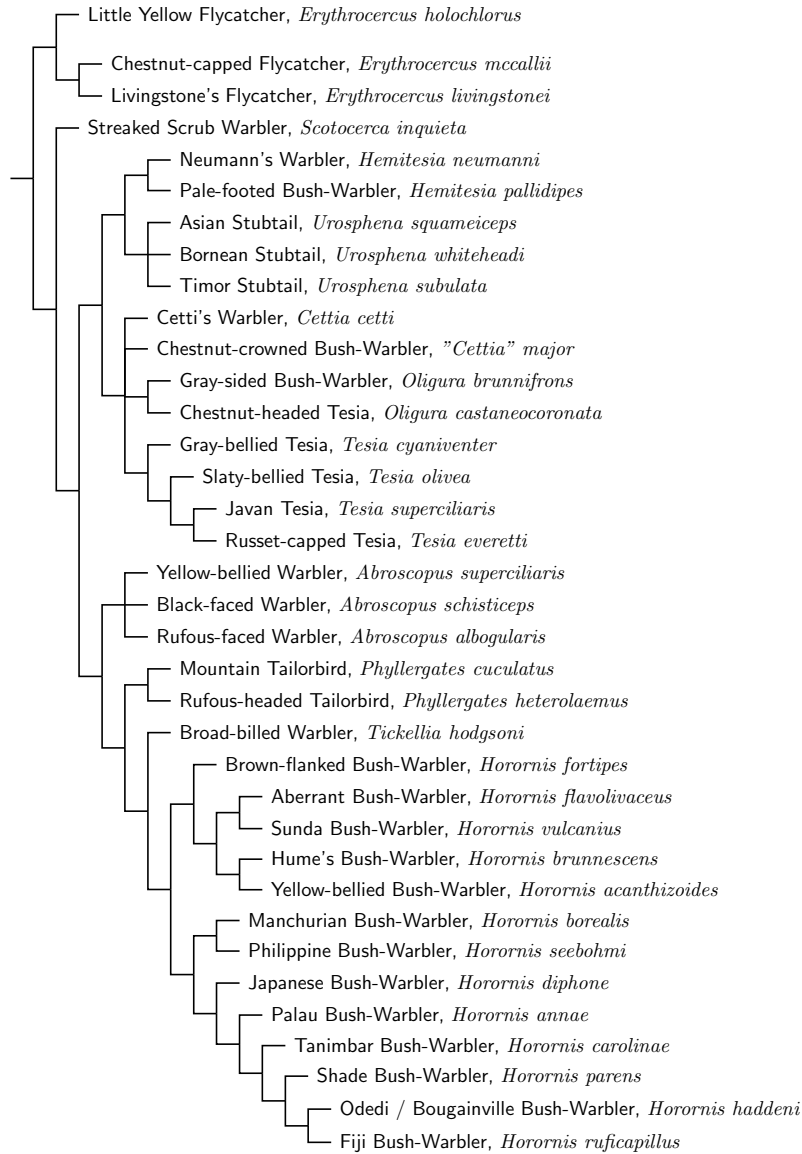 Little Yellow Flycatcher, Erythrocercus holochlorus
Chestnut-capped Flycatcher, Erythrocercus mccallii
Livingstone's Flycatcher, Erythrocercus livingstonei
Streaked Scrub Warbler, Scotocerca inquieta
Neumann's Warbler, Hemitesia neumanni
Pale-footed Bush-Warbler, Hemitesia pallidipes
Asian Stubtail, Urosphena squameiceps
Bornean Stubtail, Urosphena whiteheadi
Timor Stubtail, Urosphena subulata
Cetti's Warbler, Cettia cetti
Chestnut-crowned Bush-Warbler, ”Cettia” major
Gray-sided Bush-Warbler, Oligura brunnifrons
Chestnut-headed Tesia, Oligura castaneocoronata
Gray-bellied Tesia, Tesia cyaniventer
Slaty-bellied Tesia, Tesia olivea
Javan Tesia, Tesia superciliaris
Russet-capped Tesia, Tesia everetti
Yellow-bellied Warbler, Abroscopus superciliaris
Black-faced Warbler, Abroscopus schisticeps
Rufous-faced Warbler, Abroscopus albogularis
Mountain Tailorbird, Phyllergates cuculatus
Rufous-headed Tailorbird, Phyllergates heterolaemus
Broad-billed Warbler, Tickellia hodgsoni
Brown-flanked Bush-Warbler, Horornis fortipes
Aberrant Bush-Warbler, Horornis flavolivaceus
Sunda Bush-Warbler, Horornis vulcanius
Hume's Bush-Warbler, Horornis brunnescens
Yellow-bellied Bush-Warbler, Horornis acanthizoides
Manchurian Bush-Warbler, Horornis borealis
Philippine Bush-Warbler, Horornis seebohmi
Japanese Bush-Warbler, Horornis diphone
Palau Bush-Warbler, Horornis annae
Tanimbar Bush-Warbler, Horornis carolinae
Shade Bush-Warbler, Horornis parens
Odedi / Bougainville Bush-Warbler, Horornis haddeni
Fiji Bush-Warbler, Horornis ruficapillus